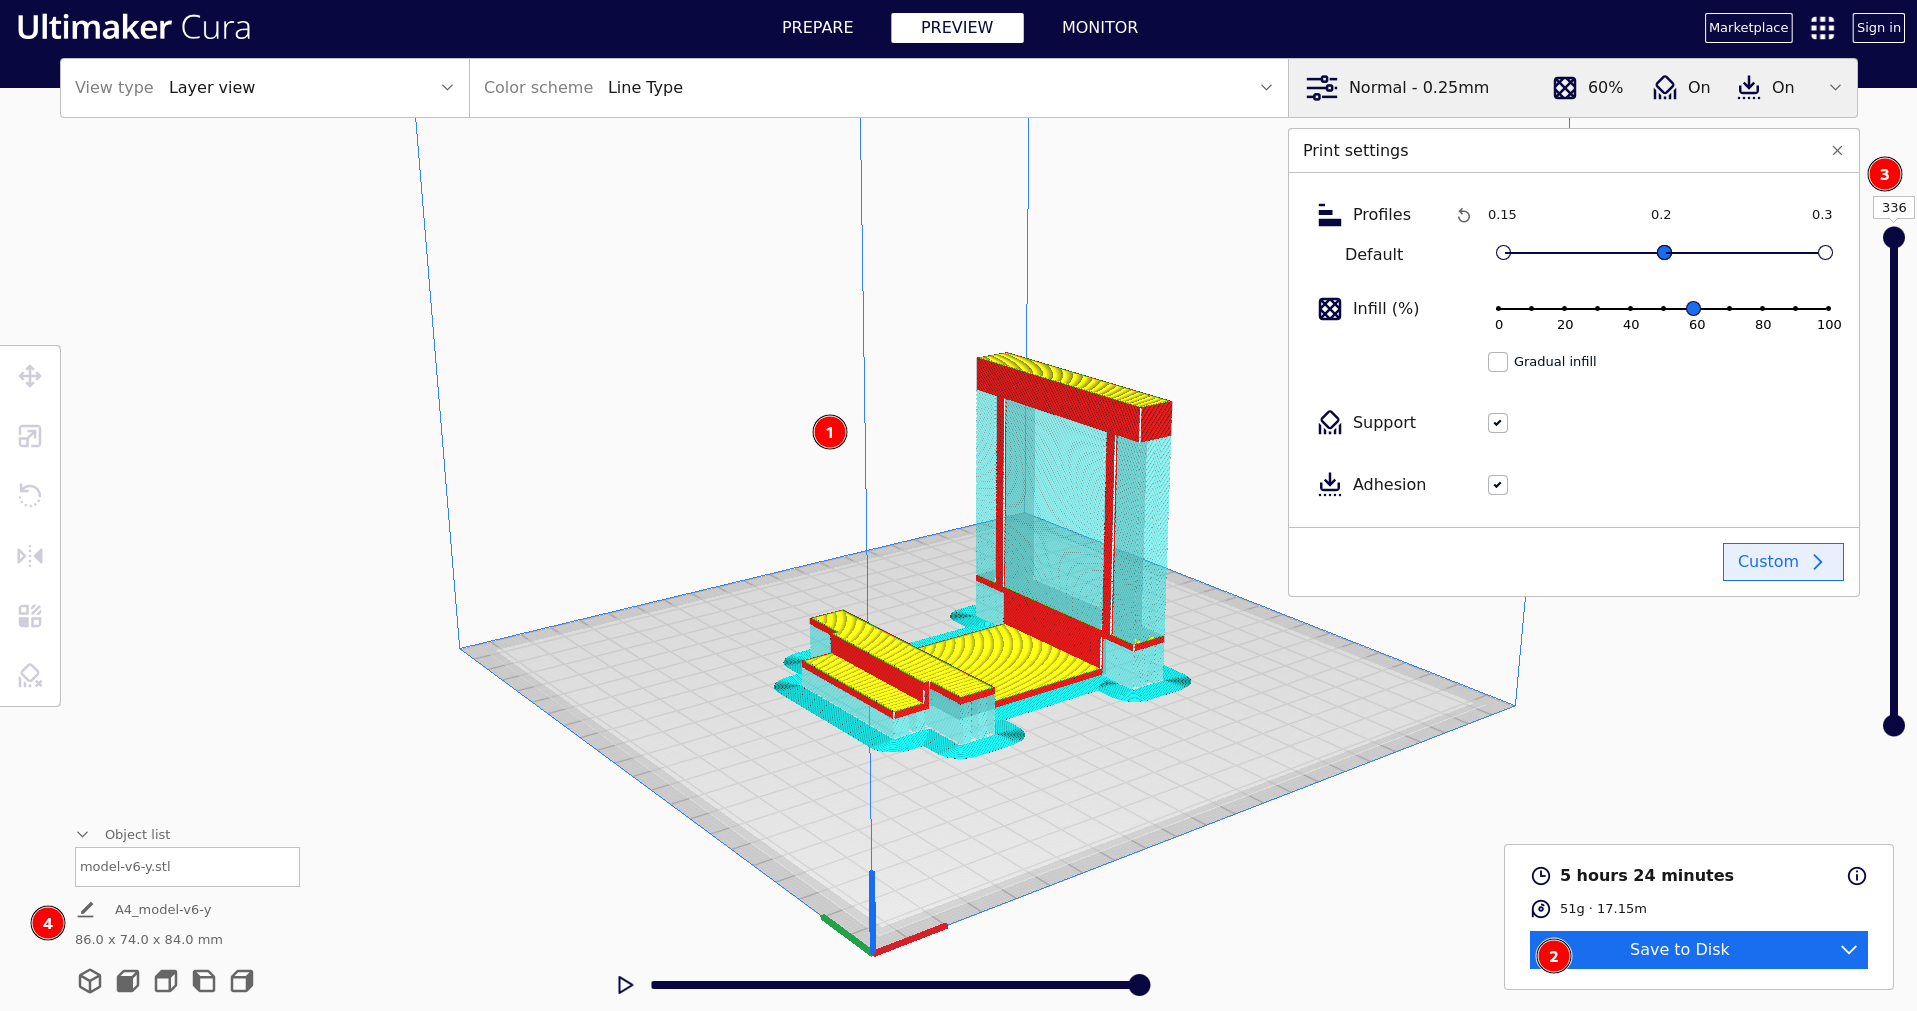 Ultimaker Cura
PREPARE PREVIEW MONITOR
Marketplace Sign in
View type Layer view
Color scheme Line Type
Normal - 0.25mm 60% On On
Print settings
3
336
Profiles 0.15 0.2 0.3
Default
Infill (%)
0 20 40 60 80 100
Gradual infill
Support
Adhesion
Custom
1
Object list
model-v6-y.stl
A4_model-v6-y
4
86.0 x 74.0 x 84.0 mm
5 hours 24 minutes
51g · 17.15m
2 Save to Disk